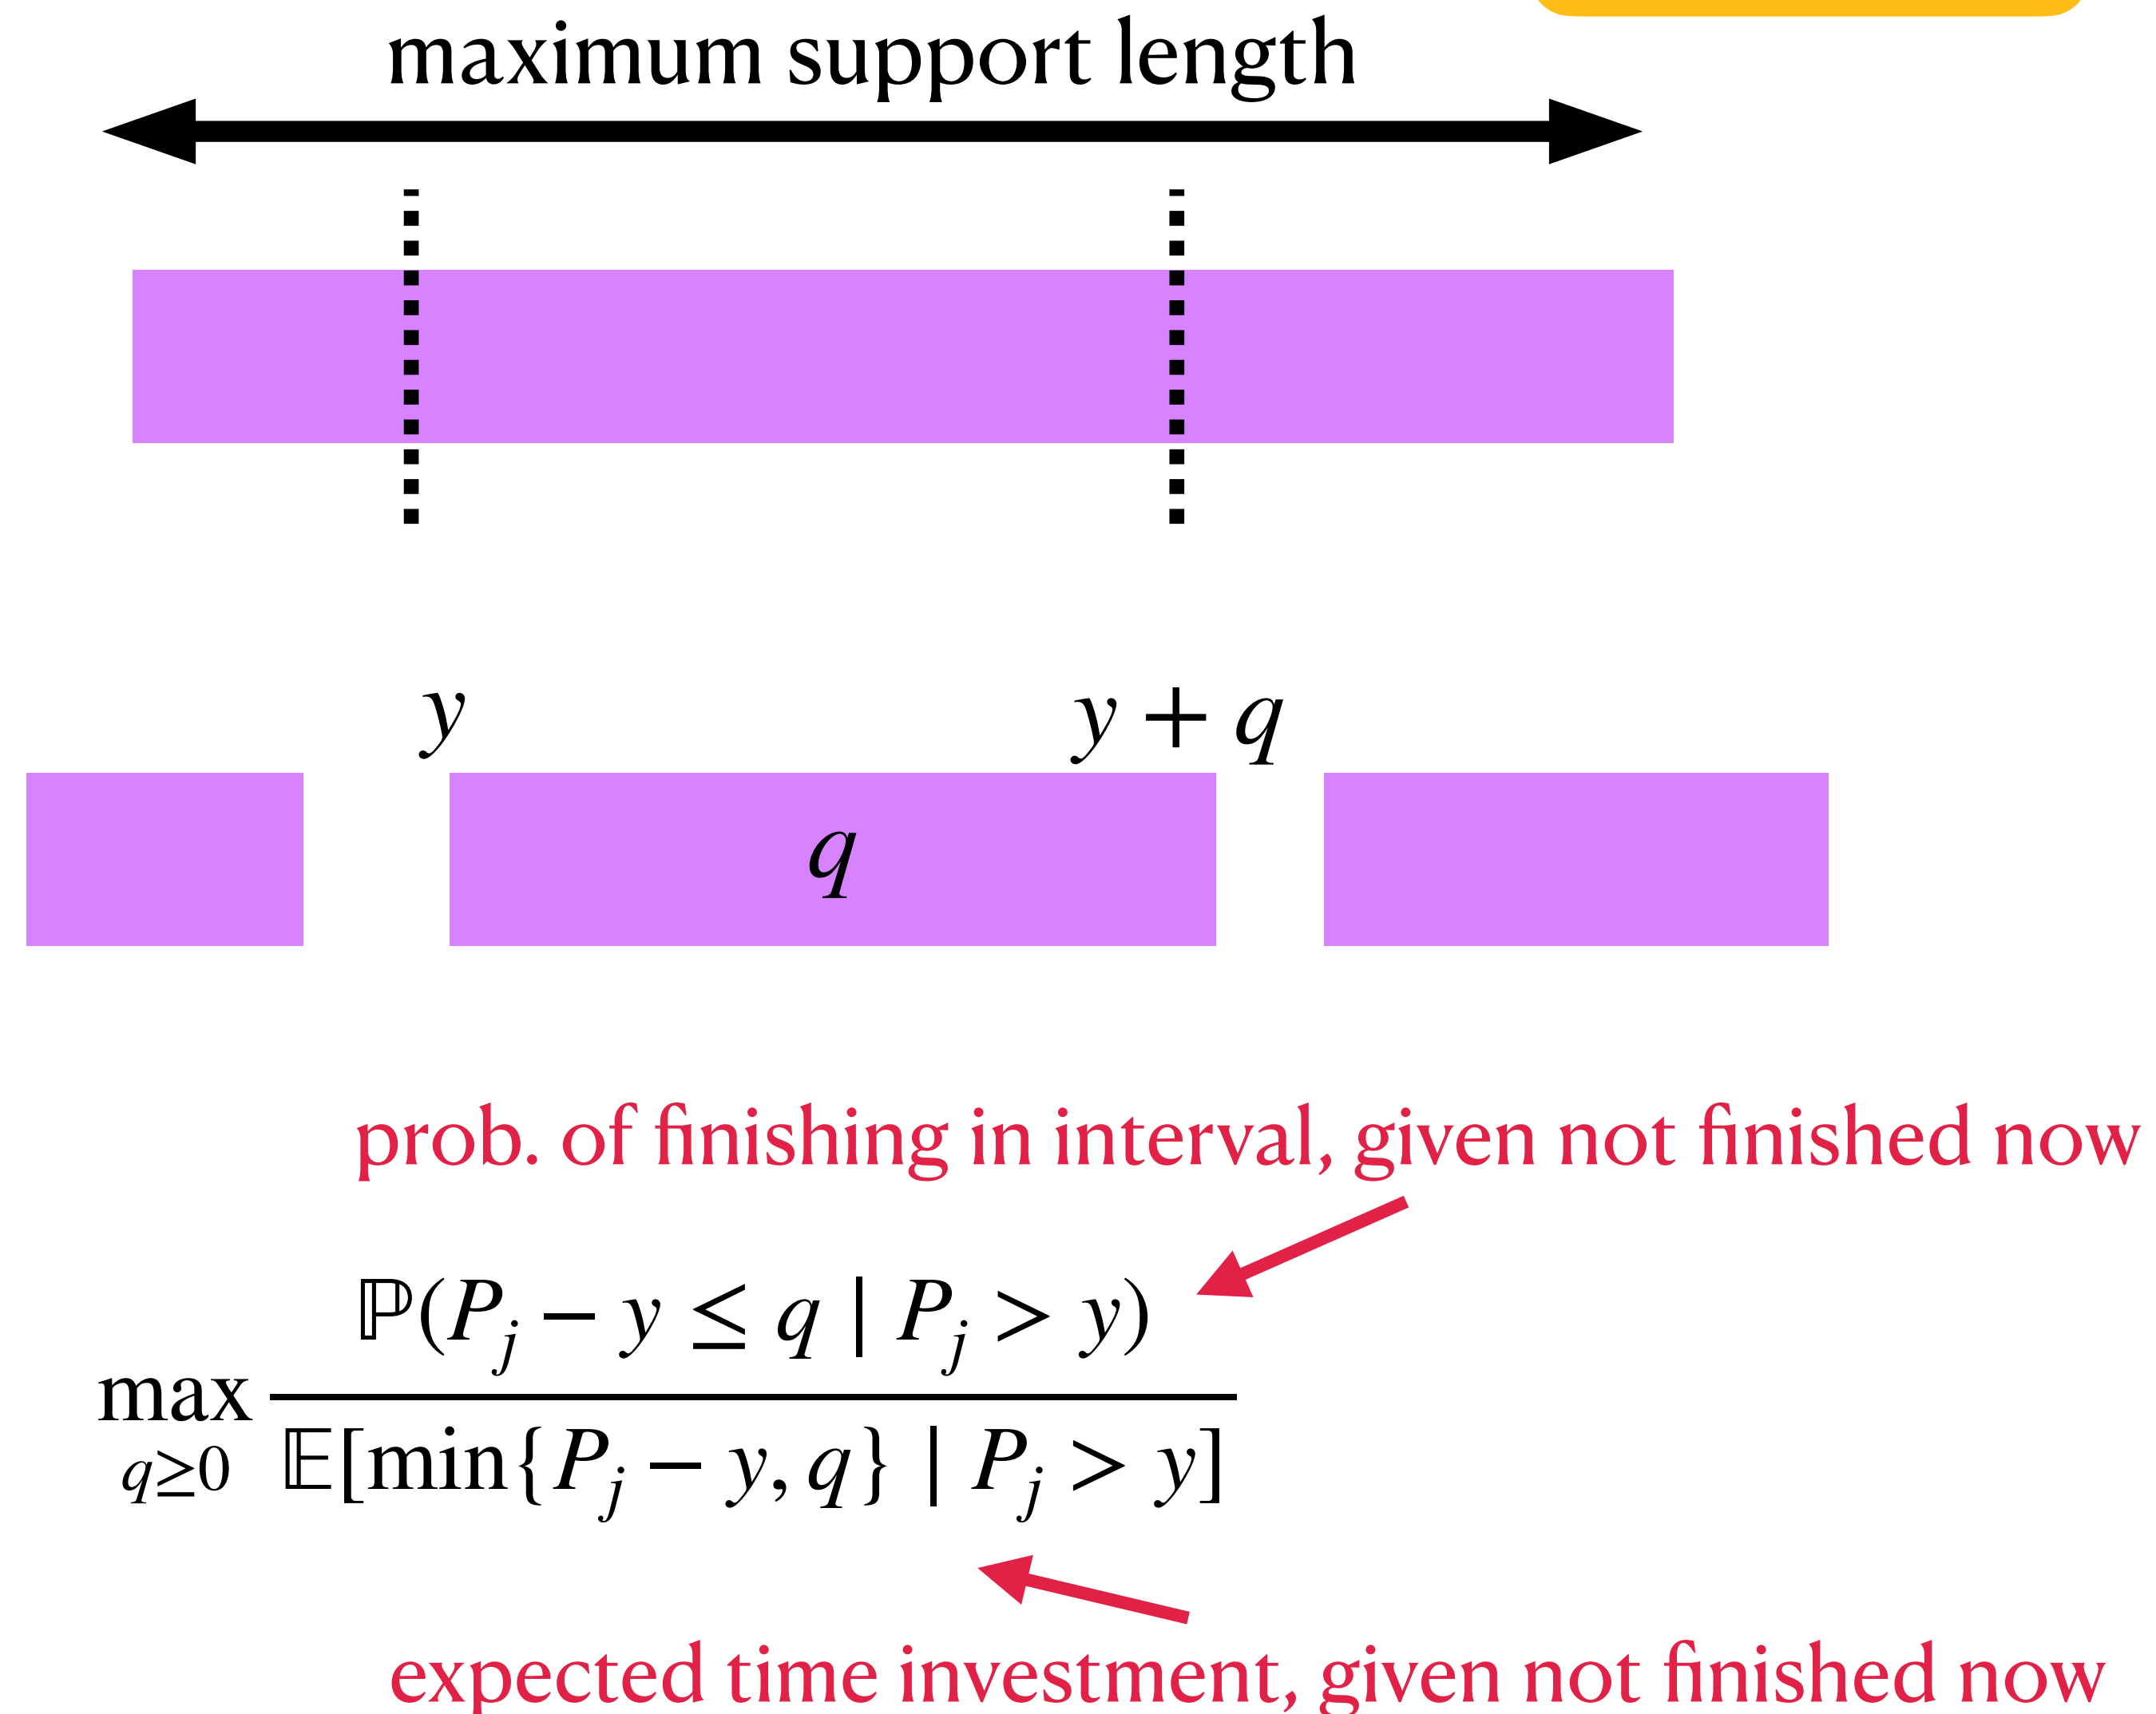 maximum support length
y y + q
q
prob. of finishing in interval, given not finished now
ℙ(P_j − y ≤ q | P_j > y)
max_{q≥0}
𝔼[min{P_j − y, q} | P_j > y]
expected time investment, given not finished now